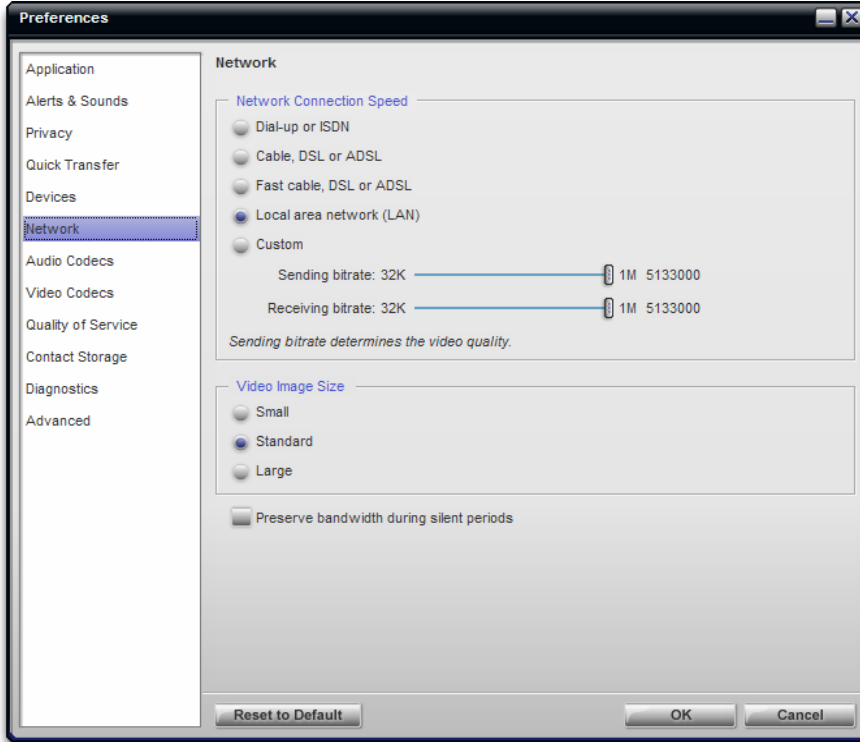 Preferences
Application
Alerts & Sounds
Privacy
Quick Transfer
Devices
Network
Audio Codecs
Video Codecs
Quality of Service
Contact Storage
Diagnostics
Advanced
Network
Network Connection Speed
Dial-up or ISDN
Cable, DSL or ADSL
Fast cable, DSL or ADSL
Local area network (LAN)
Custom
Sending bitrate: 32K 1M 5133000
Receiving bitrate: 32K 1M 5133000
Sending bitrate determines the video quality.
Video Image Size
Small
Standard
Large
Preserve bandwidth during silent periods
Reset to Default OK Cancel